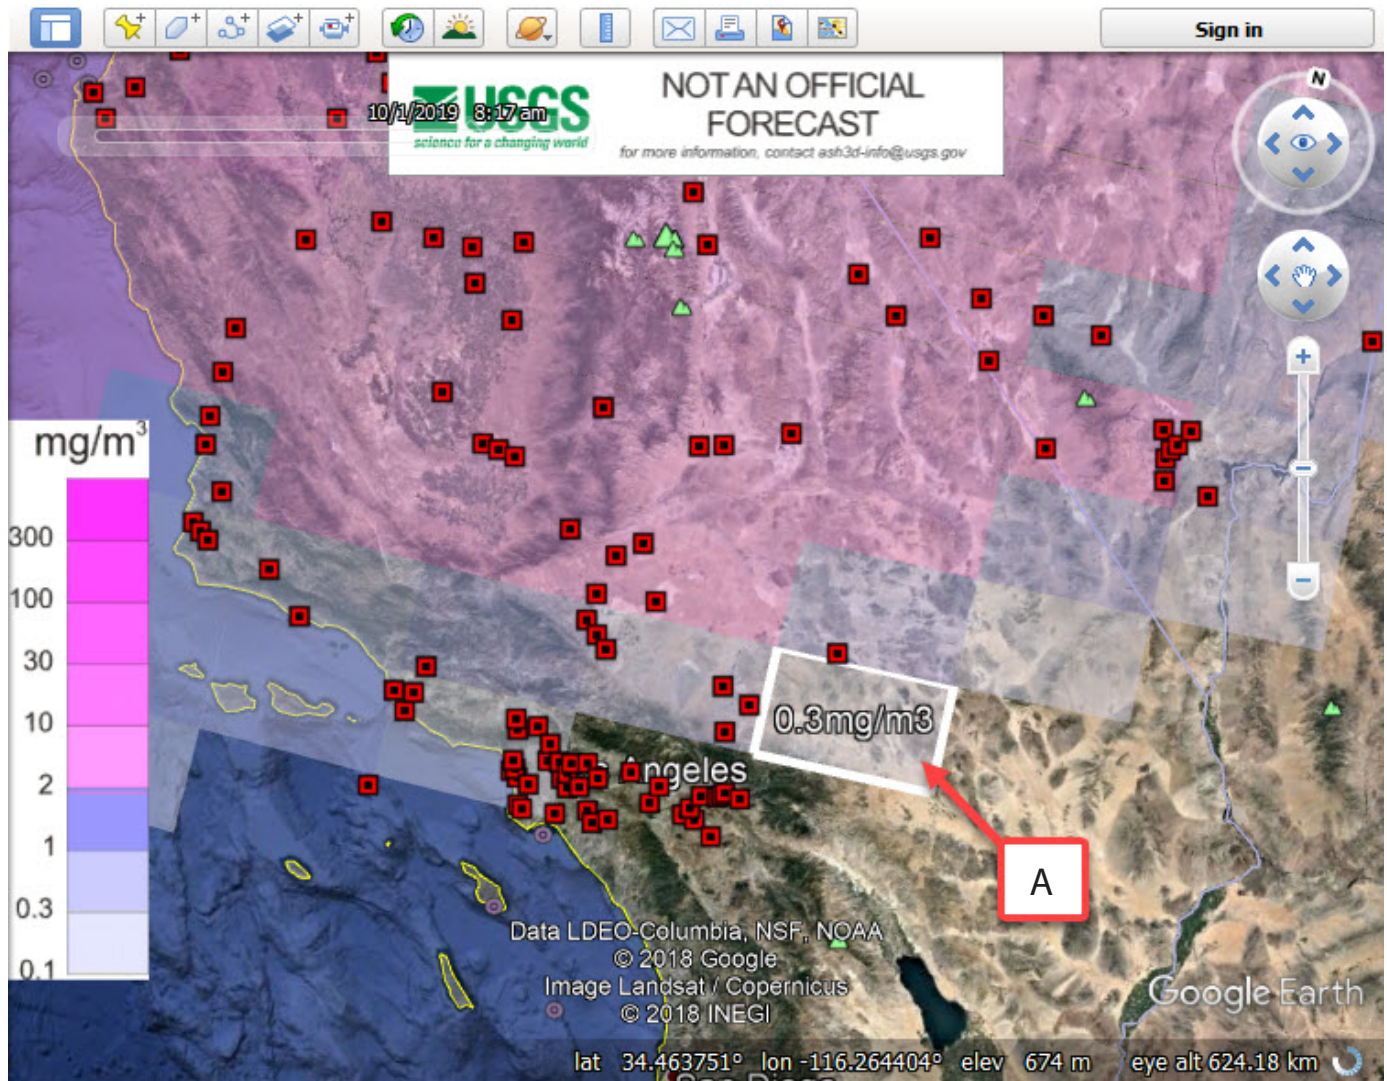 Sign in
N
USGS
science for a changing world
10/1/2019 8:17 am
NOT AN OFFICIAL
FORECAST
for more information, contact ash3d-info@usgs.gov
mg/m³
300
100
30
10
2
1
0.3
0.1
0.3mg/m3
Angeles
A
Data LDEO-Columbia, NSF, NOAA
© 2018 Google
Image Landsat / Copernicus
© 2018 INEGI
Google Earth
lat 34.463751° lon -116.264404° elev 674 m eye alt 624.18 km